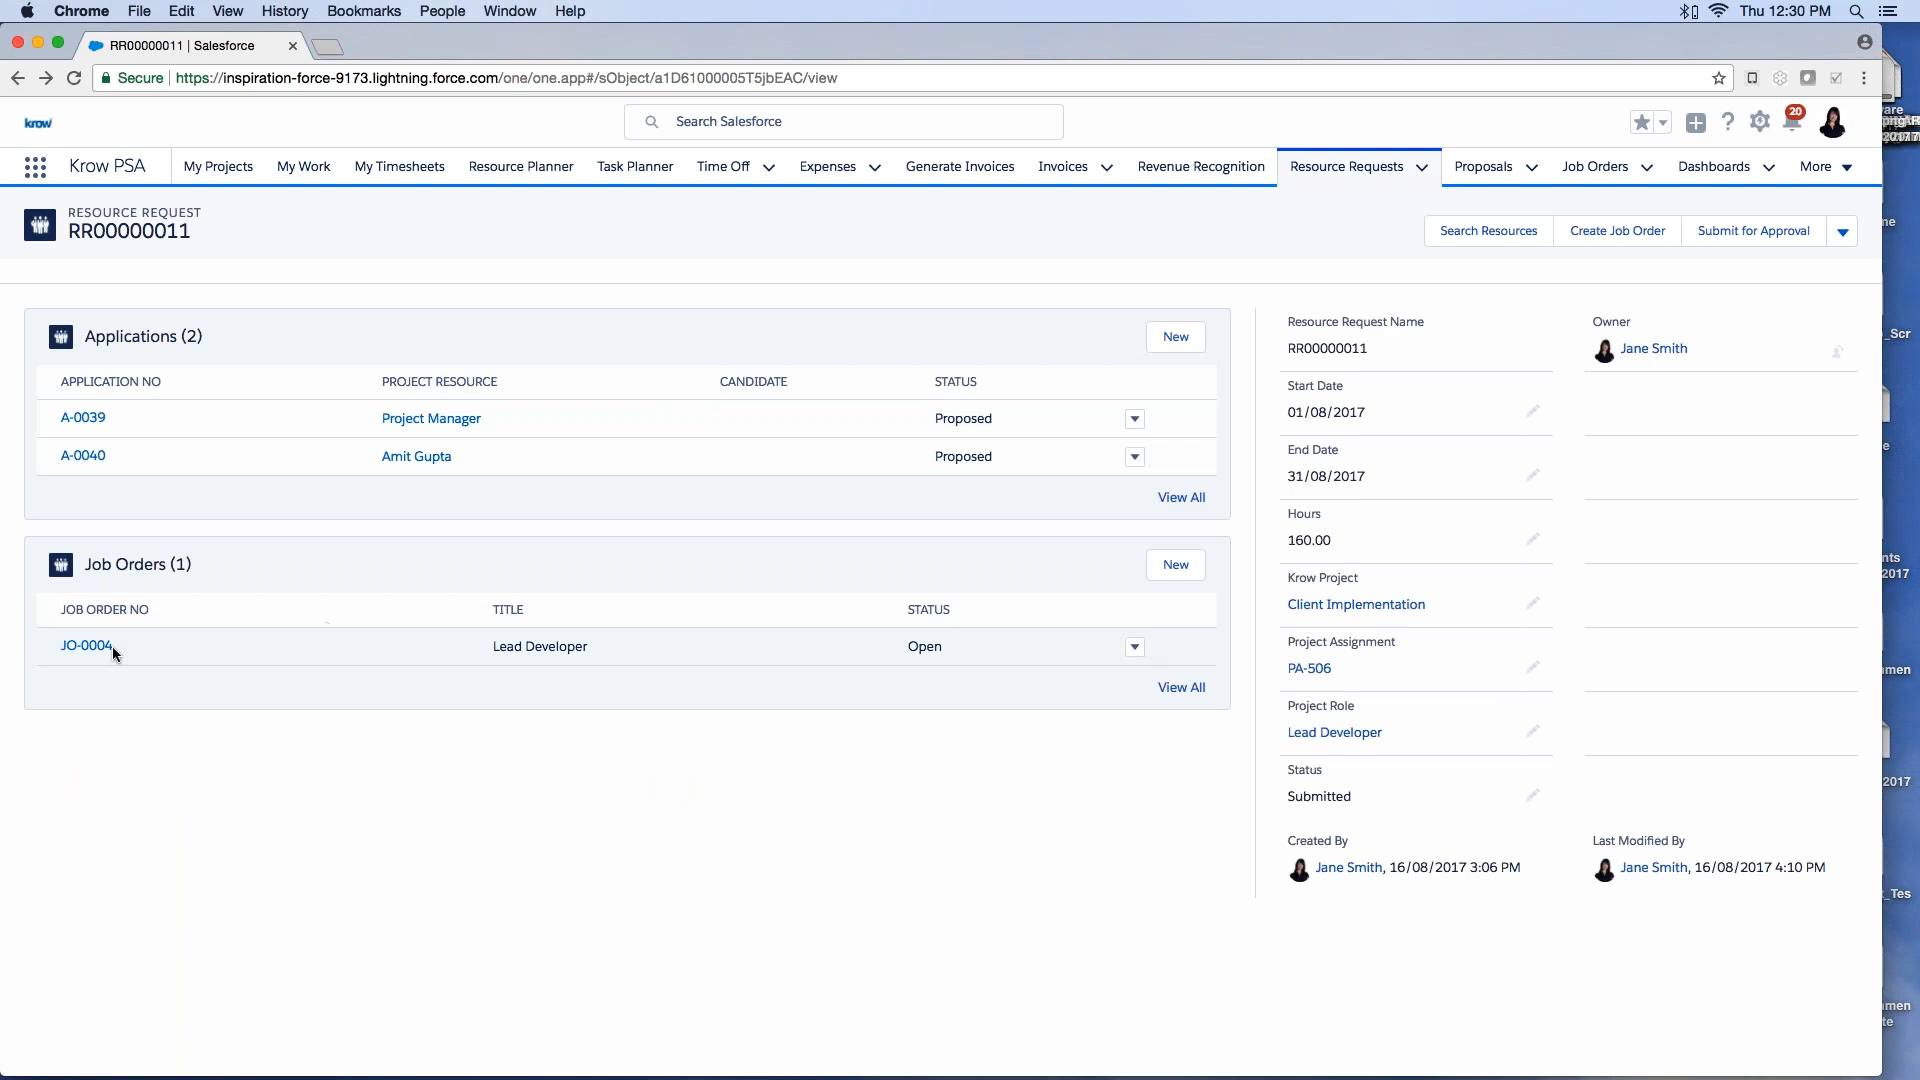 Chrome File Edit View History Bookmarks People Window Help Thu 12:30 PM
RR00000011 | Salesforce
Secure https://inspiration-force-9173.lightning.force.com/one/one.app#/sObject/a1D61000005T5jbEAC/view
krow Search Salesforce 20
Krow PSA My Projects My Work My Timesheets Resource Planner Task Planner Time Off Expenses Generate Invoices Invoices Revenue Recognition Resource Requests Proposals Job Orders Dashboards More
RESOURCE REQUEST
RR00000011
Search Resources Create Job Order Submit for Approval
Applications (2) New
APPLICATION NO PROJECT RESOURCE CANDIDATE STATUS
A-0039 Project Manager Proposed
A-0040 Amit Gupta Proposed
View All
Job Orders (1) New
JOB ORDER NO TITLE STATUS
JO-0004 Lead Developer Open
View All
Resource Request Name Owner
RR00000011 Jane Smith
Start Date
01/08/2017
End Date
31/08/2017
Hours
160.00
Krow Project
Client Implementation
Project Assignment
PA-506
Project Role
Lead Developer
Status
Submitted
Created By Last Modified By
Jane Smith, 16/08/2017 3:06 PM Jane Smith, 16/08/2017 4:10 PM